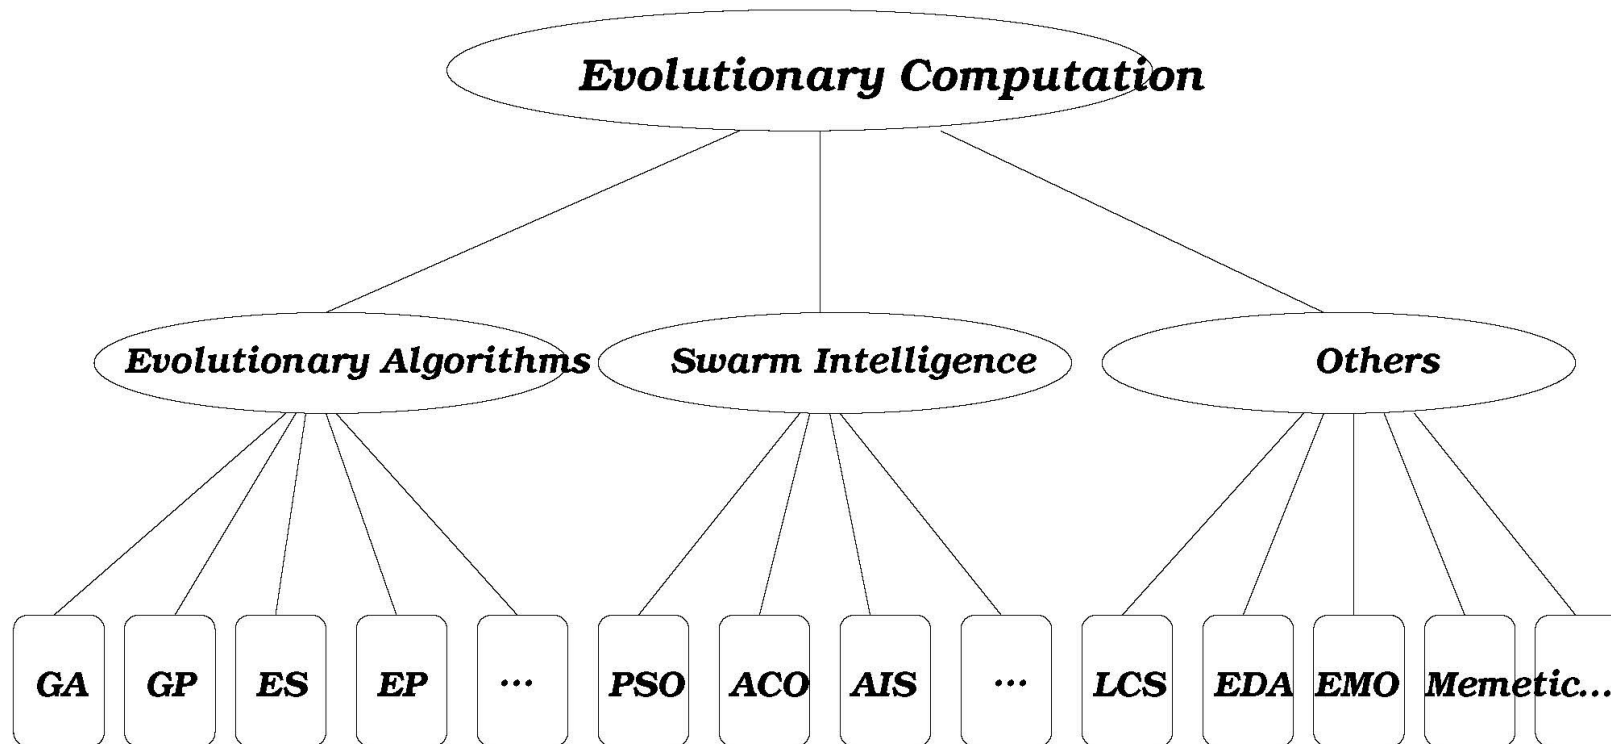 Evolutionary Computation
Evolutionary Algorithms
Swarm Intelligence
Others
GA
GP
ES
EP
...
PSO
ACO
AIS
...
LCS
EDA
EMO
Memetic
...